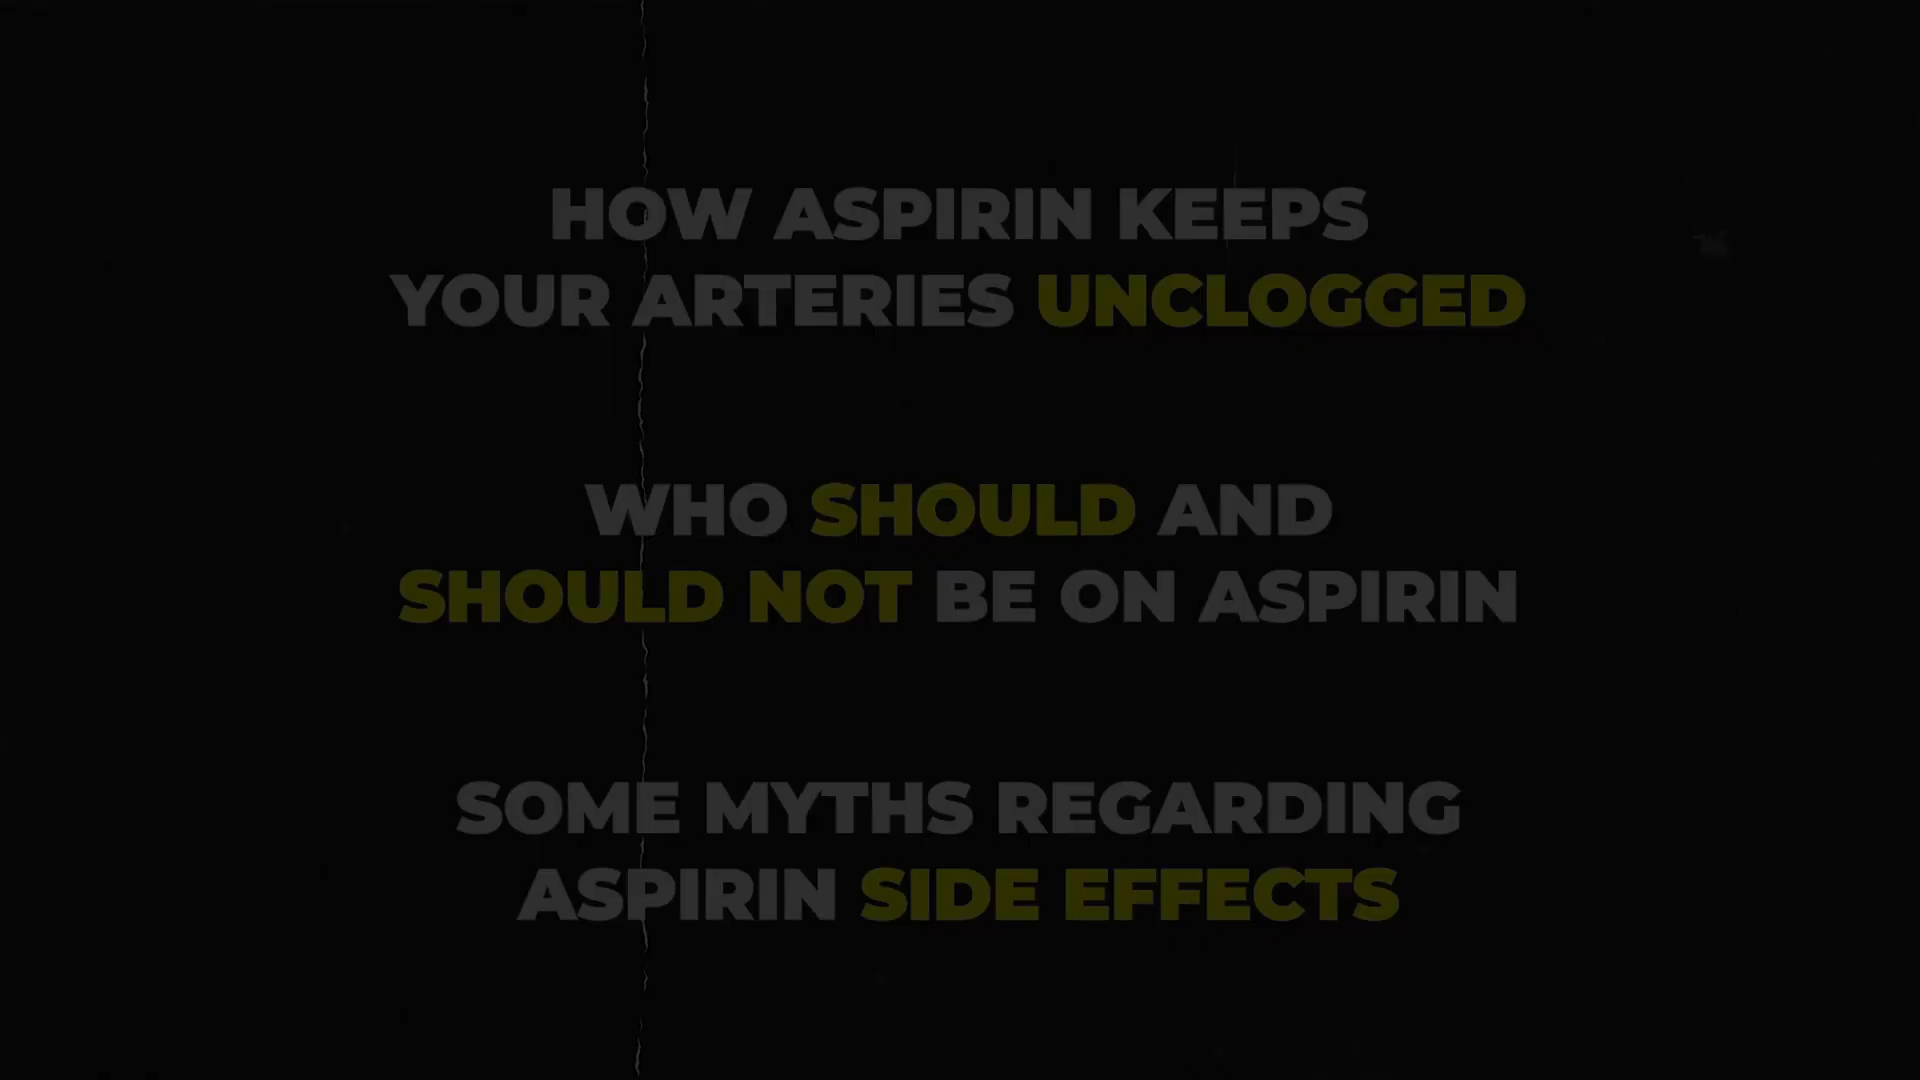 HOW ASPIRIN KEEPS
YOUR ARTERIES UNCLOGGED
WHO SHOULD AND
SHOULD NOT BE ON ASPIRIN
SOME MYTHS REGARDING
ASPIRIN SIDE EFFECTS